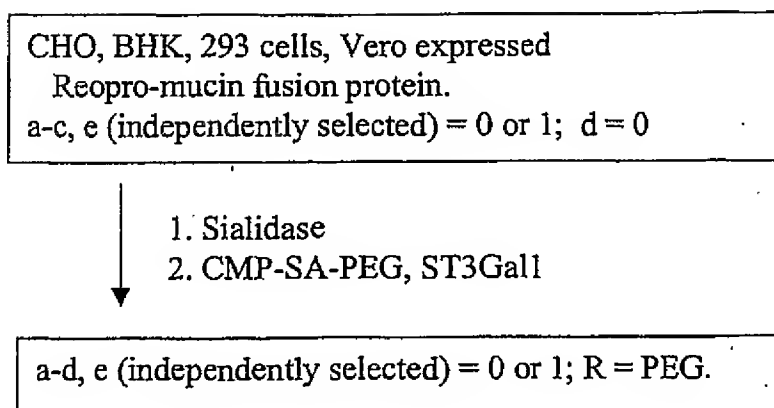 CHO, BHK, 293 cells, Vero expressed
Reopro-mucin fusion protein.
a-c, e (independently selected) = 0 or 1; d = 0
1. Sialidase
2. CMP-SA-PEG, ST3Gal1
a-d, e (independently selected) = 0 or 1; R = PEG.